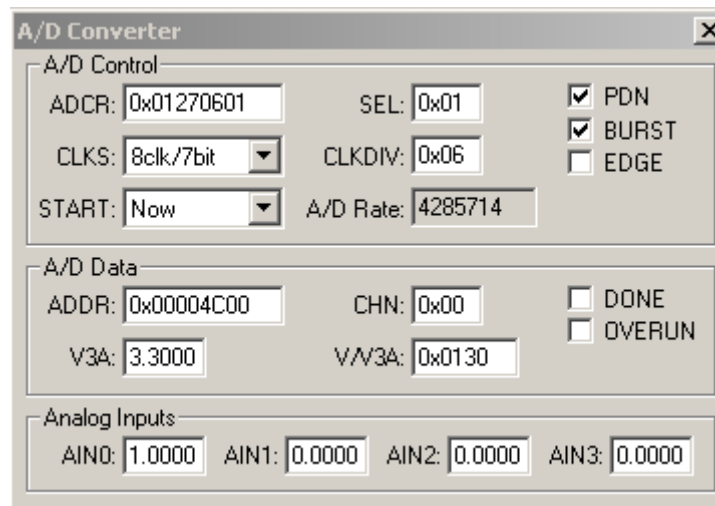 A/D Converter
A/D Control
ADCR: 0x01270601 SEL: 0x01 PDN
BURST
CLKS: 8clk/7bit CLKDIV: 0x06 EDGE
START: Now A/D Rate: 4285714
A/D Data
ADDR: 0x00004C00 CHN: 0x00 DONE
OVERUN
V3A: 3.3000 V/V3A: 0x0130
Analog Inputs
AIN0: 1.0000 AIN1: 0.0000 AIN2: 0.0000 AIN3: 0.0000